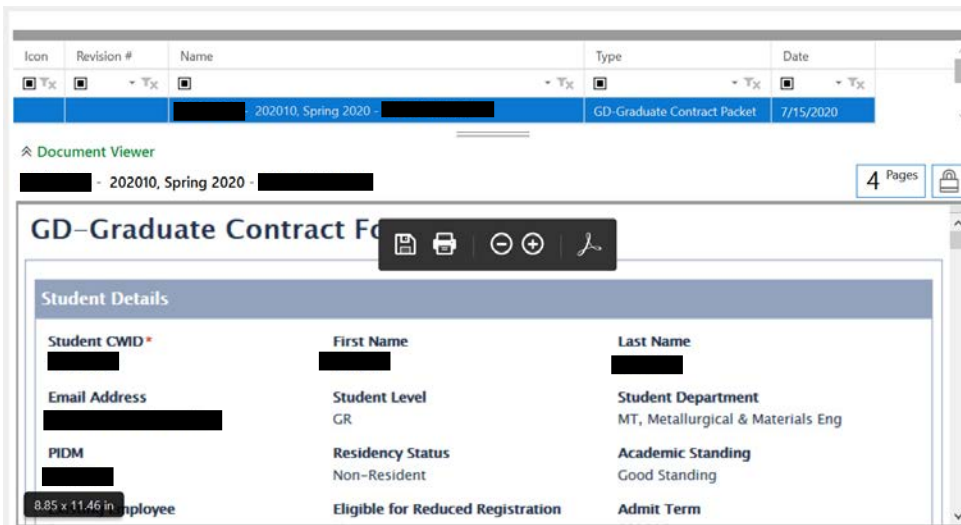 Icon Revision # Name Type Date
- 202010, Spring 2020 - GD-Graduate Contract Packet 7/15/2020
Document Viewer
- 202010, Spring 2020 - 4 Pages
GD-Graduate Contract
Student Details
Student CWID* First Name Last Name
Email Address Student Level Student Department
GR MT, Metallurgical & Materials Eng
PIDM Residency Status Academic Standing
Non-Resident Good Standing
8.85 x 11.46 in Employee Eligible for Reduced Registration Admit Term